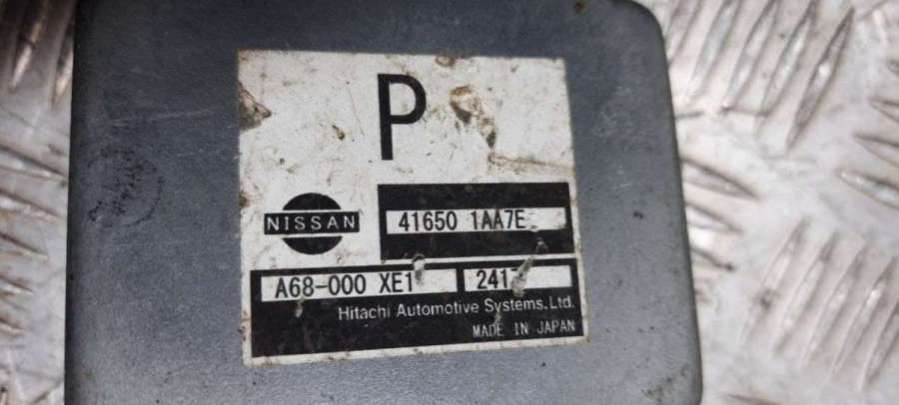 P
NISSAN
41650 1AA7E
A68-000 XE1
Hitachi Automotive Systems.Ltd.
MADE IN JAPAN